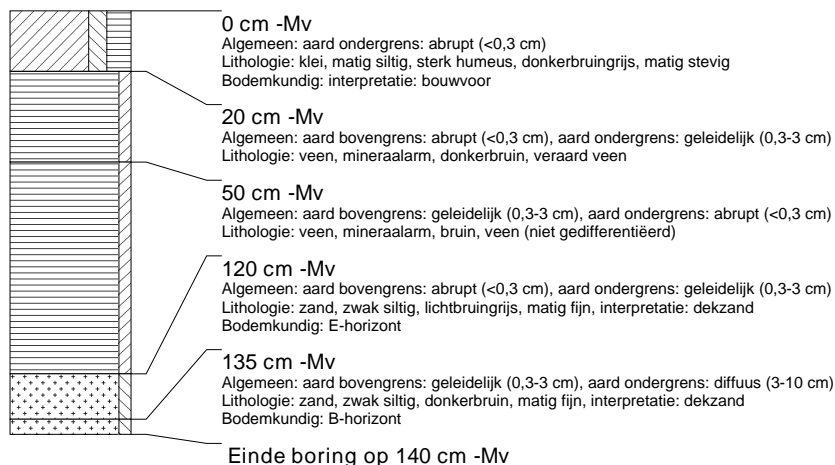 0 cm -Mv
Algemeen: aard ondergrens: abrupt (<0,3 cm)
Lithologie: klei, matig siltig, sterk humeus, donkerbruingrijs, matig stevig
Bodemkundig: interpretatie: bouwvoor
20 cm -Mv
Algemeen: aard bovengrens: abrupt (<0,3 cm), aard ondergrens: geleidelijk (0,3-3 cm)
Lithologie: veen, mineraalarm, donkerbruin, veraard veen
50 cm -Mv
Algemeen: aard bovengrens: geleidelijk (0,3-3 cm), aard ondergrens: abrupt (<0,3 cm)
Lithologie: veen, mineraalarm, bruin, veen (niet gedifferentiëerd)
120 cm -Mv
Algemeen: aard bovengrens: abrupt (<0,3 cm), aard ondergrens: geleidelijk (0,3-3 cm)
Lithologie: zand, zwak siltig, lichtbruingrijs, matig fijn, interpretatie: dekzand
Bodemkundig: E-horizont
135 cm -Mv
Algemeen: aard bovengrens: geleidelijk (0,3-3 cm), aard ondergrens: diffuus (3-10 cm)
Lithologie: zand, zwak siltig, donkerbruin, matig fijn, interpretatie: dekzand
Bodemkundig: B-horizont
Einde boring op 140 cm -Mv